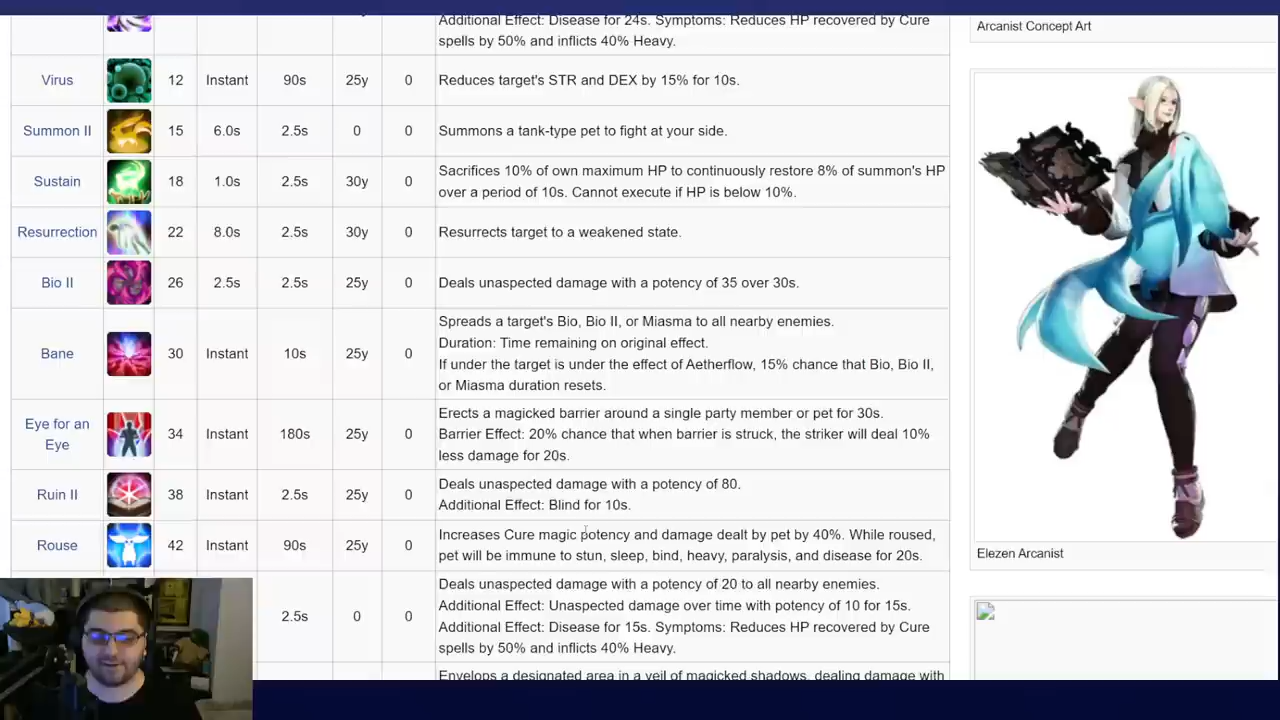 Additional Effect: Disease for 24s. Symptoms: Reduces HP recovered by Cure
spells by 50% and inflicts 40% Heavy.
Arcanist Concept Art
Virus 12 Instant 90s 25y 0 Reduces target's STR and DEX by 15% for 10s.
Summon II 15 6.0s 2.5s 0 0 Summons a tank-type pet to fight at your side.
Sustain 18 1.0s 2.5s 30y 0 Sacrifices 10% of own maximum HP to continuously restore 8% of summon's HP
over a period of 10s. Cannot execute if HP is below 10%.
Resurrection 22 8.0s 2.5s 30y 0 Resurrects target to a weakened state.
Bio II 26 2.5s 2.5s 25y 0 Deals unaspected damage with a potency of 35 over 30s.
Bane 30 Instant 10s 25y 0 Spreads a target's Bio, Bio II, or Miasma to all nearby enemies.
Duration: Time remaining on original effect.
If under the target is under the effect of Aetherflow, 15% chance that Bio, Bio II,
or Miasma duration resets.
Eye for an
Eye 34 Instant 180s 25y 0 Erects a magicked barrier around a single party member or pet for 30s.
Barrier Effect: 20% chance that when barrier is struck, the striker will deal 10%
less damage for 20s.
Ruin II 38 Instant 2.5s 25y 0 Deals unaspected damage with a potency of 80.
Additional Effect: Blind for 10s.
Rouse 42 Instant 90s 25y 0 Increases Cure magic potency and damage dealt by pet by 40%. While roused,
pet will be immune to stun, sleep, bind, heavy, paralysis, and disease for 20s.
Elezen Arcanist
2.5s 0 0 Deals unaspected damage with a potency of 20 to all nearby enemies.
Additional Effect: Unaspected damage over time with potency of 10 for 15s.
Additional Effect: Disease for 15s. Symptoms: Reduces HP recovered by Cure
spells by 50% and inflicts 40% Heavy.
Envelops a designated area in a veil of magicked shadows, dealing damage with